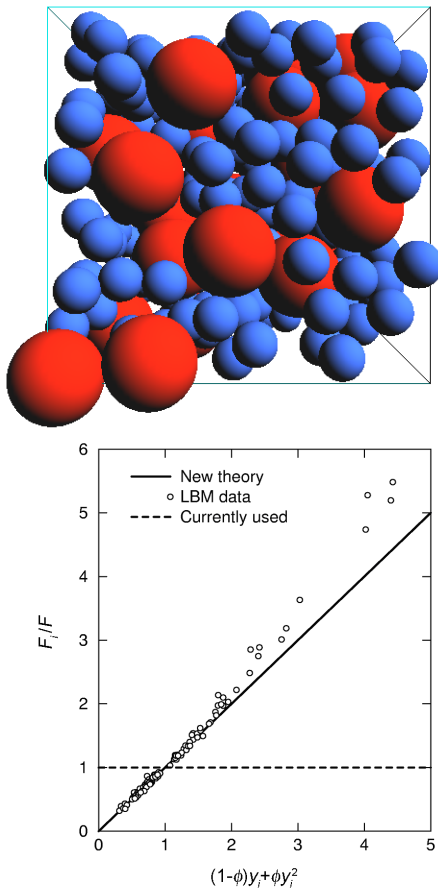 6
5
4
3
2
1
0
New theory
LBM data
Currently used
F_i/F
0 1 2 3 4 5
(1-ϕ)y_i+ϕy_i^2